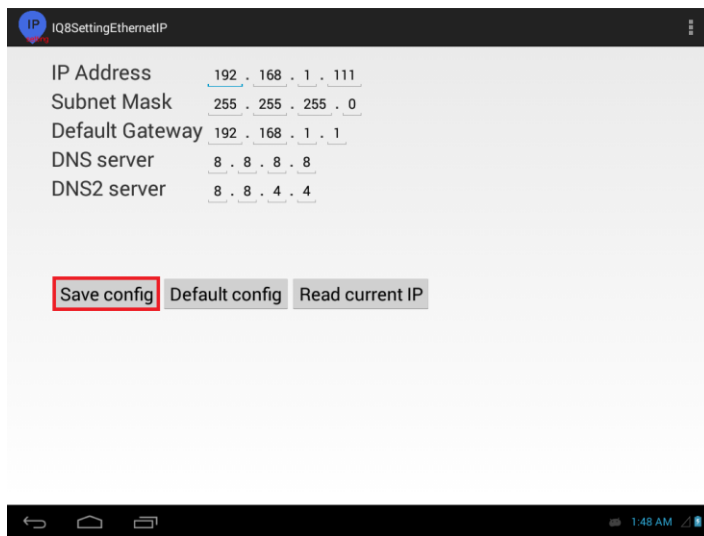 IP
setting
IQ8SettingEthernetIP
IP Address 192 . 168 . 1 . 111
Subnet Mask 255 . 255 . 255 . 0
Default Gateway 192 . 168 . 1 . 1
DNS server 8 . 8 . 8 . 8
DNS2 server 8 . 8 . 4 . 4
Save config Default config Read current IP
1:48 AM